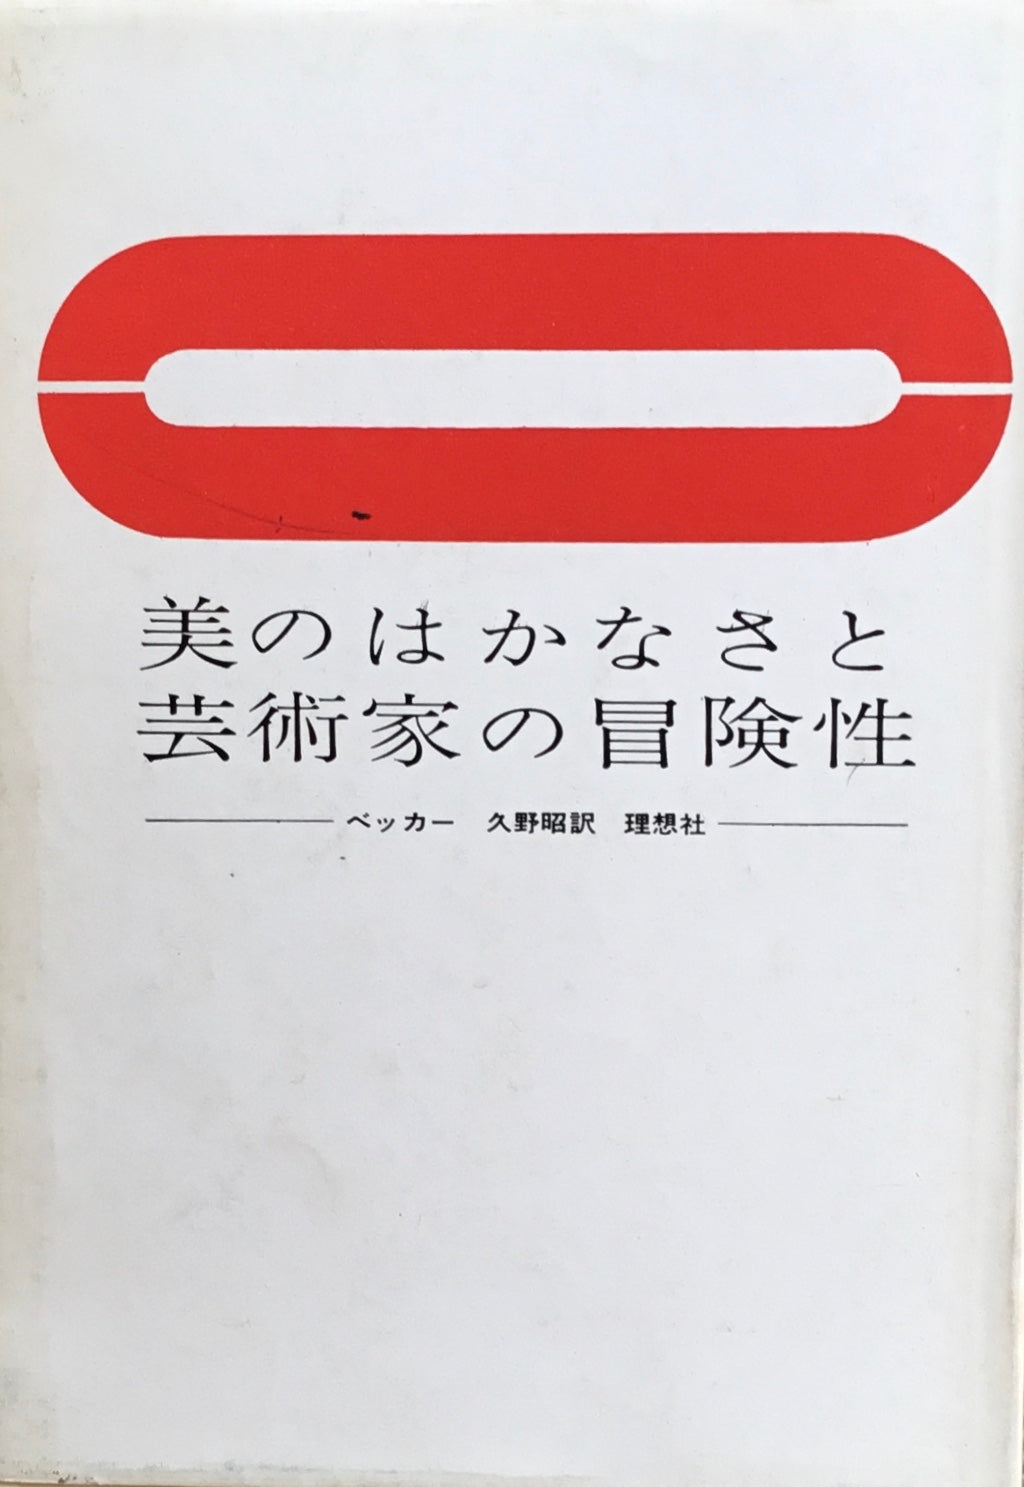 美のはかなさと
芸術家の冒険性
ベッカー 久野昭訳 理想社